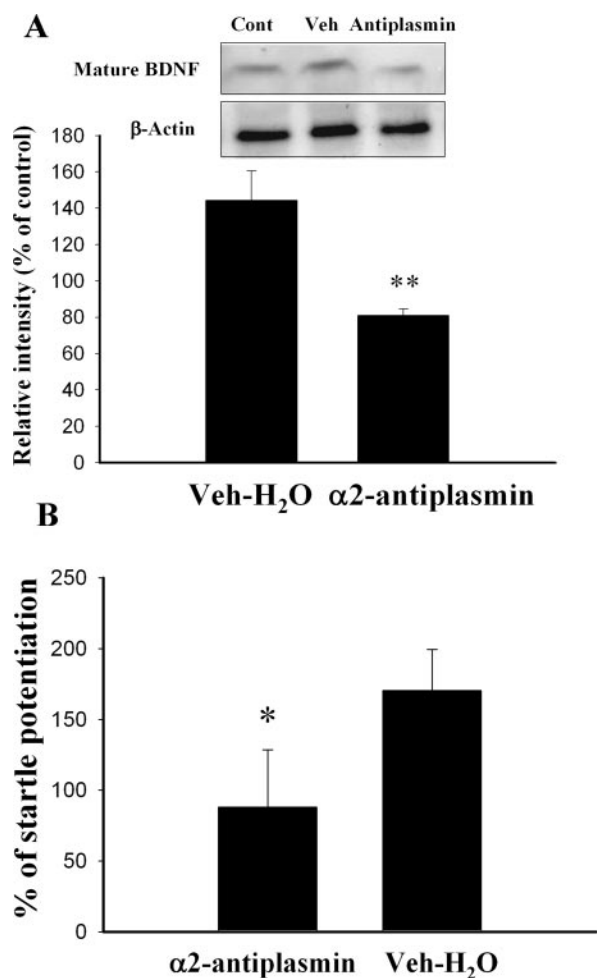 A
Cont Veh Antiplasmin
Mature BDNF
β-Actin
Relative intensity (% of control)
180
160
140
120
100
80
60
40
20
0
**
Veh-H₂O α2-antiplasmin
B
% of startle potentiation
250
200
150
100
50
0
*
α2-antiplasmin Veh-H₂O